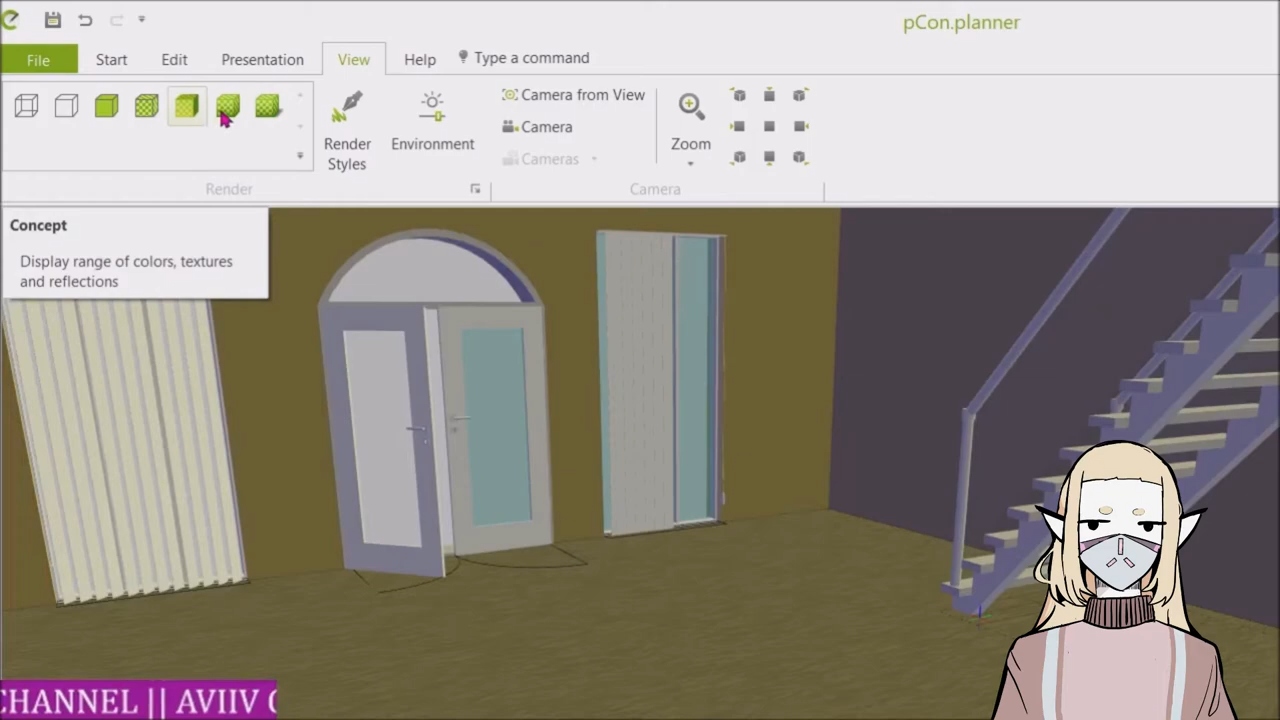 pCon.planner
File Start Edit Presentation View Help Type a command
Render Styles
Environment
Camera from View
Camera
Cameras
Zoom
Render
Camera
Concept
Display range of colors, textures
and reflections
CHANNEL || AVIIV